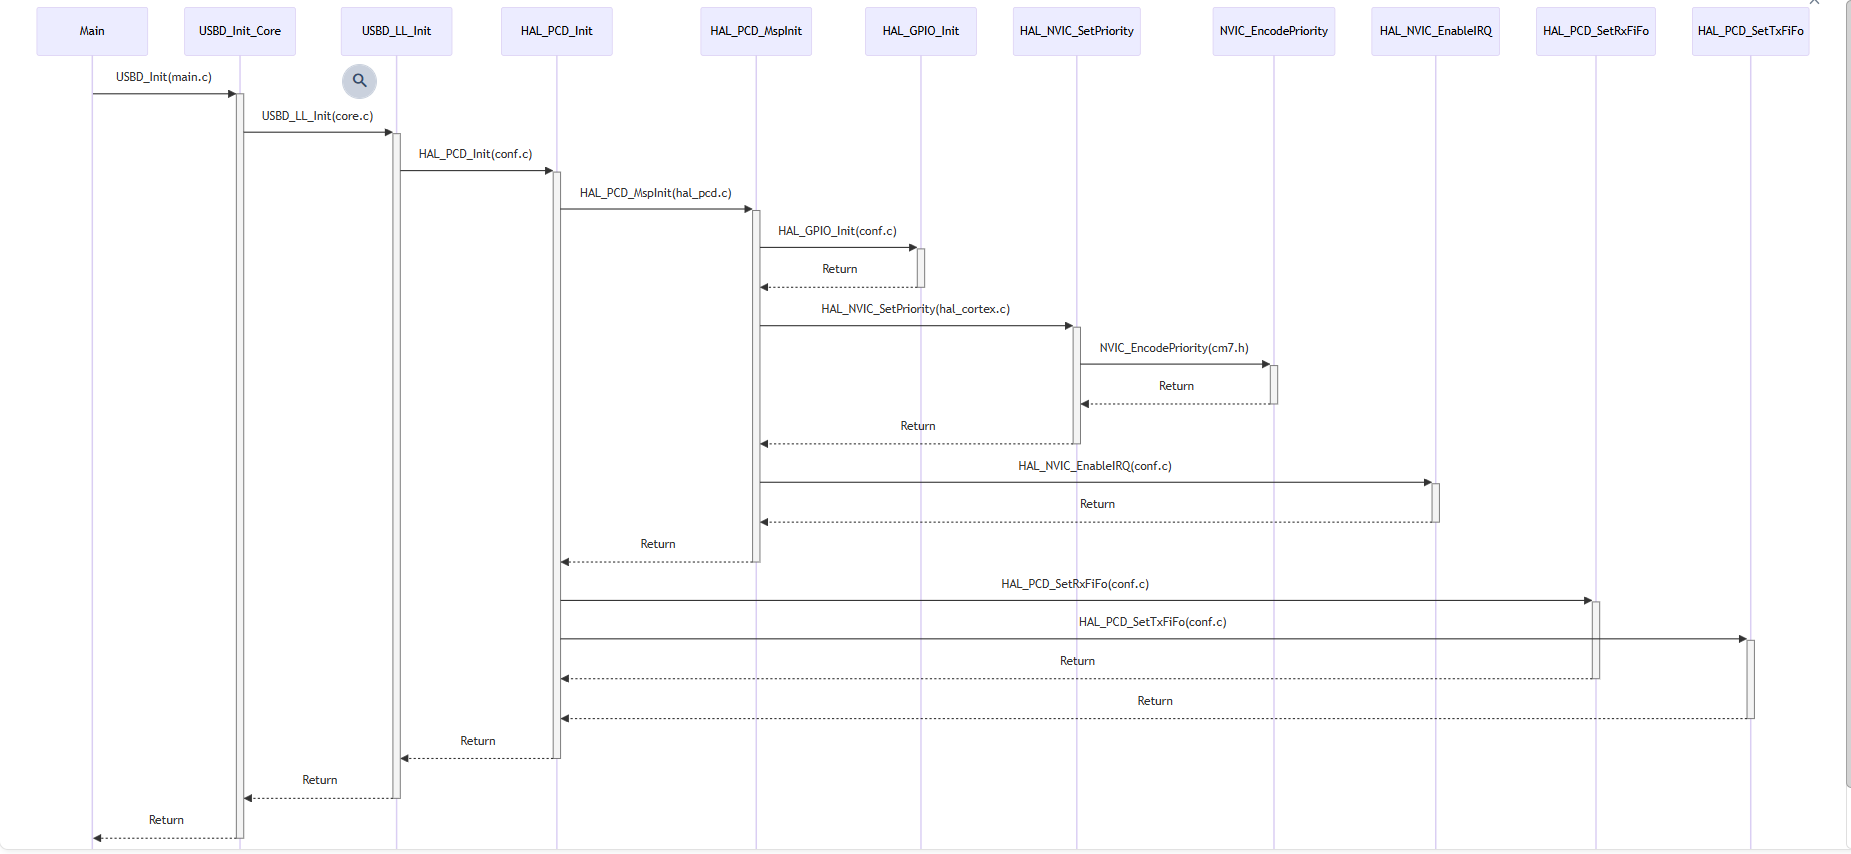 Main
USBD_Init_Core
USBD_LL_Init
HAL_PCD_Init
HAL_PCD_MspInit
HAL_GPIO_Init
HAL_NVIC_SetPriority
NVIC_EncodePriority
HAL_NVIC_EnableIRQ
HAL_PCD_SetRxFiFo
HAL_PCD_SetTxFiFo
USBD_Init(main.c)
USBD_LL_Init(core.c)
HAL_PCD_Init(conf.c)
HAL_PCD_MspInit(hal_pcd.c)
HAL_GPIO_Init(conf.c)
Return
HAL_NVIC_SetPriority(hal_cortex.c)
NVIC_EncodePriority(cm7.h)
Return
Return
HAL_NVIC_EnableIRQ(conf.c)
Return
Return
HAL_PCD_SetRxFiFo(conf.c)
HAL_PCD_SetTxFiFo(conf.c)
Return
Return
Return
Return
Return